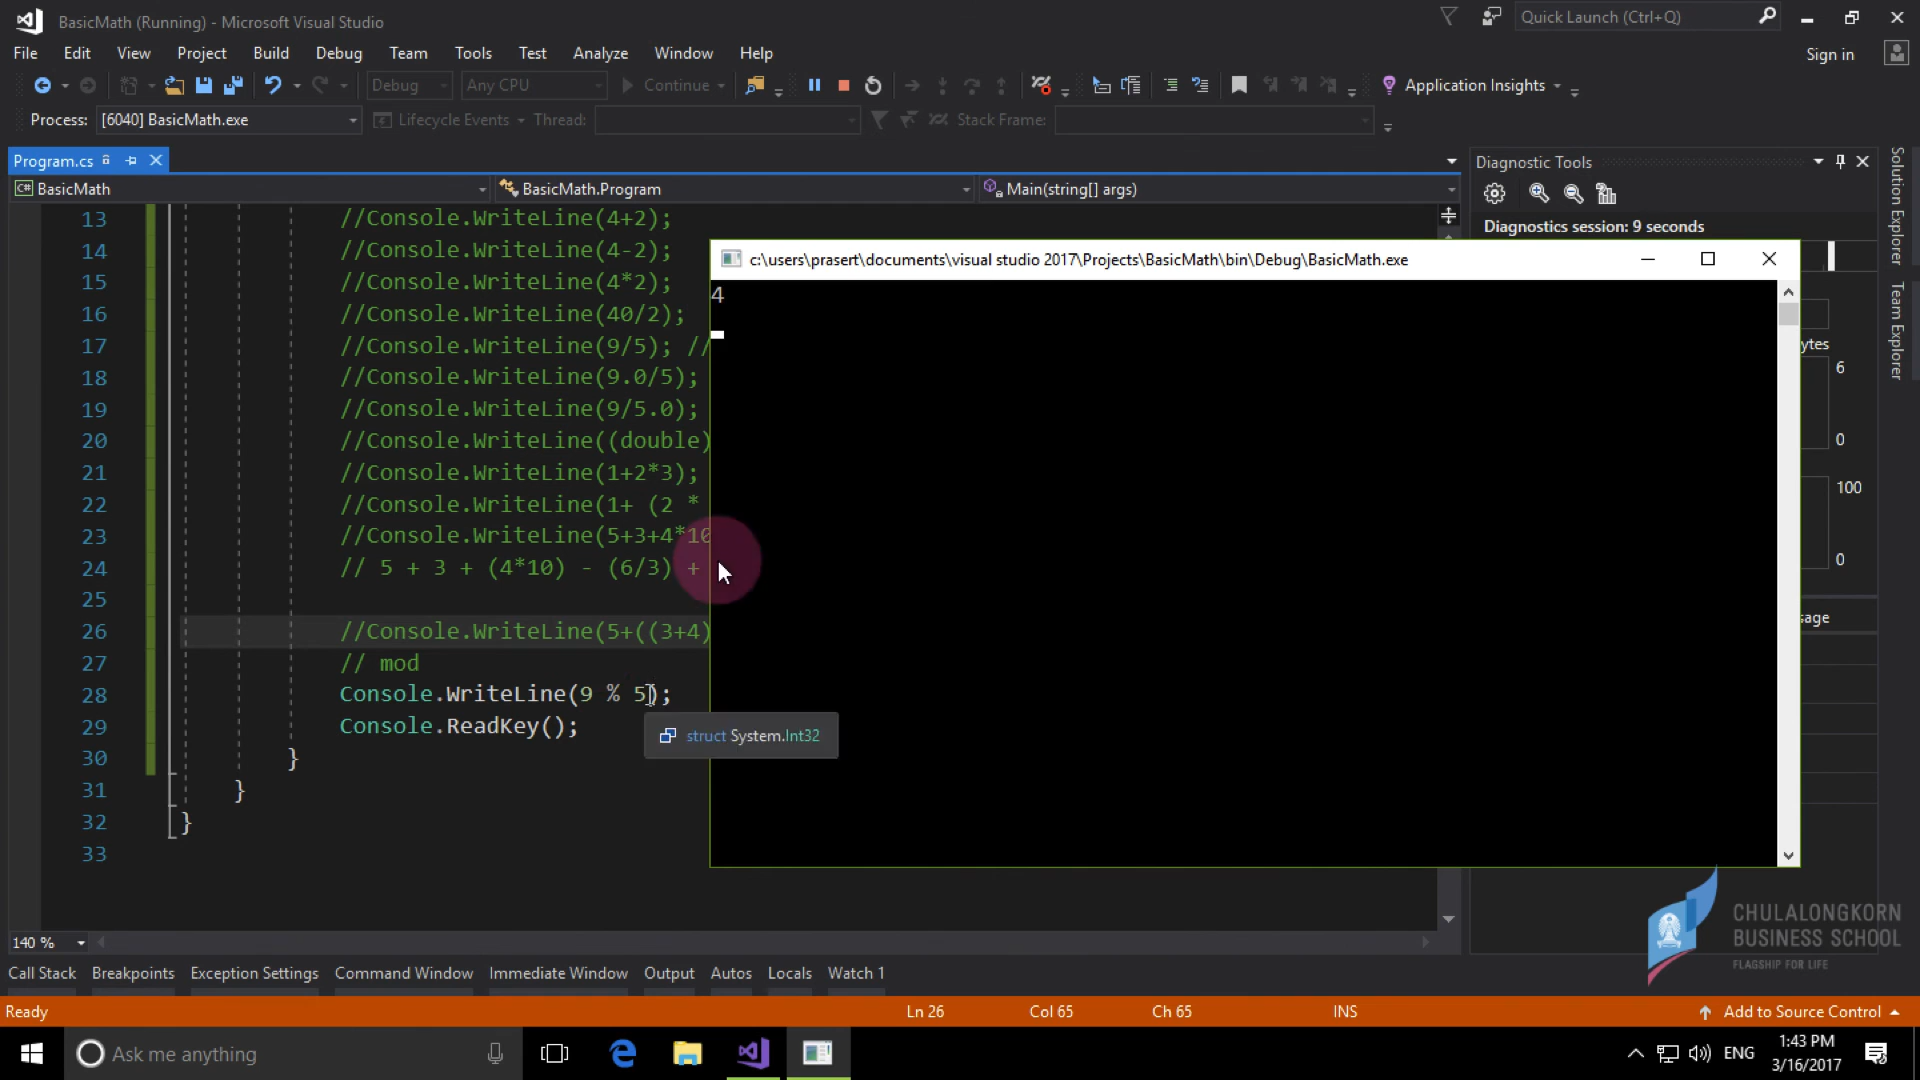 BasicMath (Running) - Microsoft Visual Studio
Quick Launch (Ctrl+Q)
File Edit View Project Build Debug Team Tools Test Analyze Window Help
Sign in
Debug Any CPU Continue Application Insights
Process: [6040] BasicMath.exe Lifecycle Events Thread: Stack Frame:
Program.cs
BasicMath BasicMath.Program Main(string[] args)
13 //Console.WriteLine(4+2);
14 //Console.WriteLine(4-2);
15 //Console.WriteLine(4*2);
16 //Console.WriteLine(40/2);
17 //Console.WriteLine(9/5); //
18 //Console.WriteLine(9.0/5);
19 //Console.WriteLine(9/5.0);
20 //Console.WriteLine((double)
21 //Console.WriteLine(1+2*3);
22 //Console.WriteLine(1+ (2 *
23 //Console.WriteLine(5+3+4*10
24 // 5 + 3 + (4*10) - (6/3) +
25
26 //Console.WriteLine(5+((3+4)
27 // mod
28 Console.WriteLine(9 % 5);
29 Console.ReadKey();
30 }
31 }
32 }
33
struct System.Int32
c:\users\prasert\documents\visual studio 2017\Projects\BasicMath\bin\Debug\BasicMath.exe
4
Diagnostic Tools
Diagnostics session: 9 seconds
ytes
6
0
100
0
sage
Solution Explorer
Team Explorer
CHULALONGKORN
BUSINESS SCHOOL
FLAGSHIP FOR LIFE
140 %
Call Stack Breakpoints Exception Settings Command Window Immediate Window Output Autos Locals Watch 1
Ready Ln 26 Col 65 Ch 65 INS Add to Source Control
Ask me anything
ENG
1:43 PM
3/16/2017